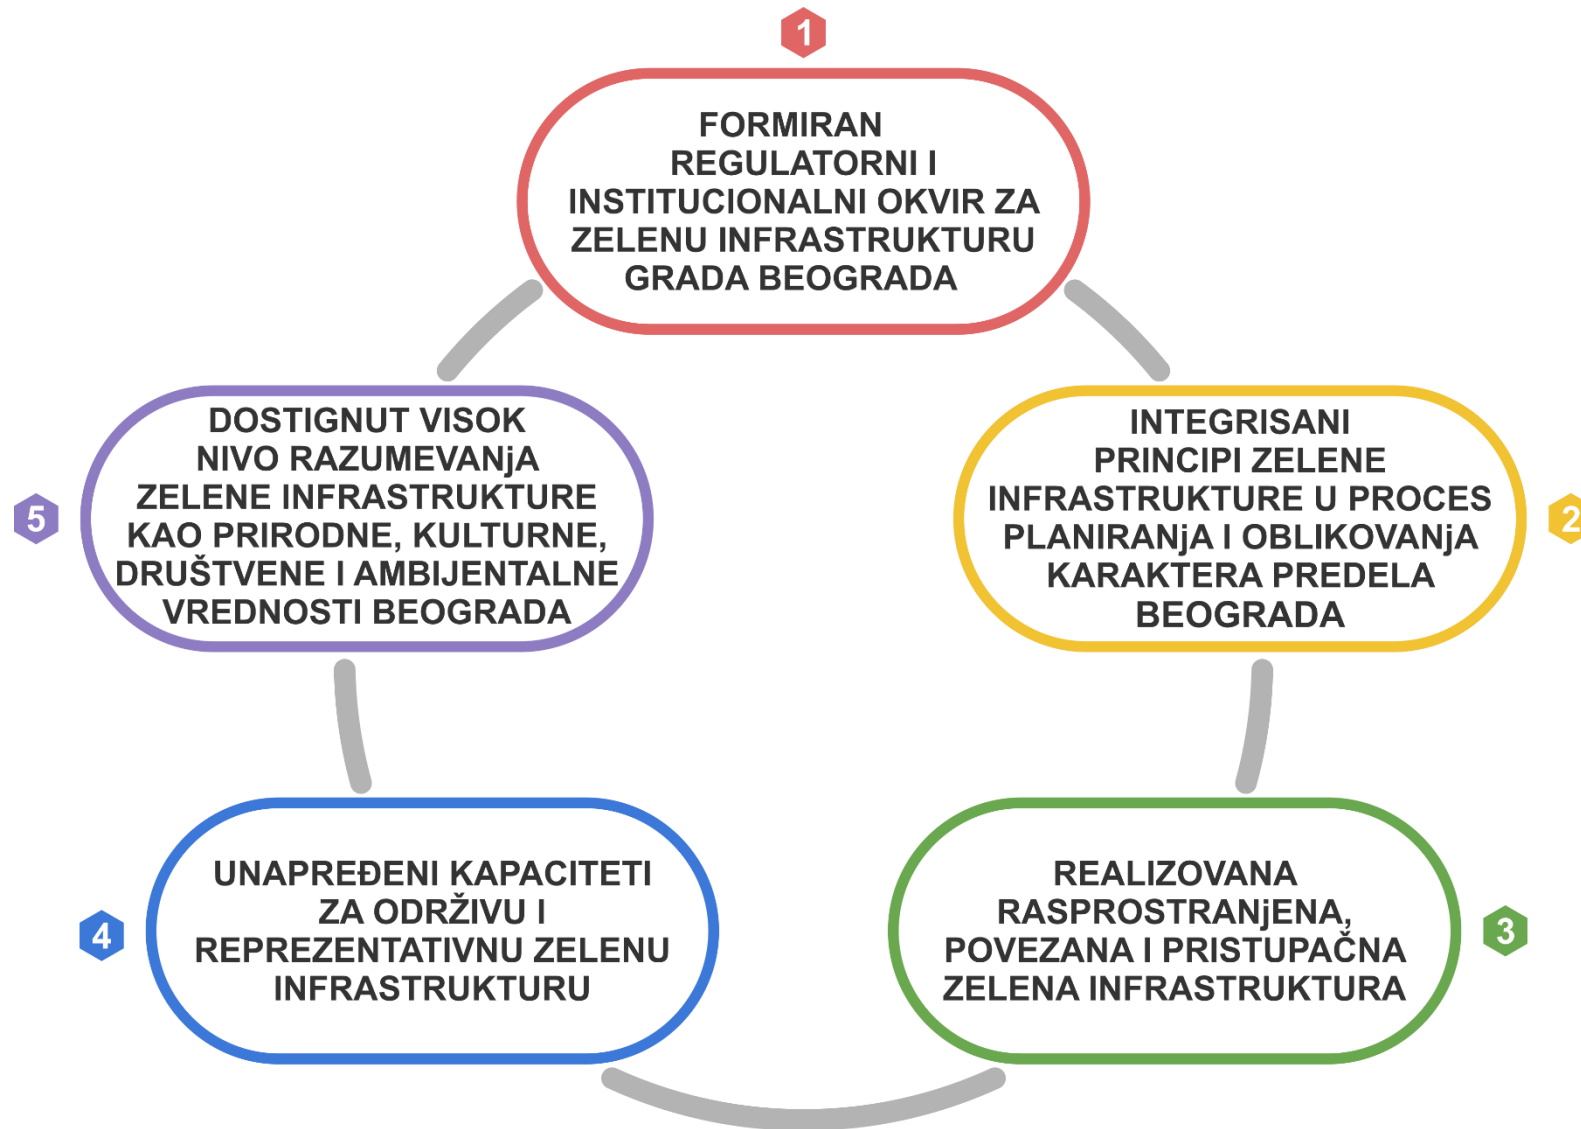 1
FORMIRAN
REGULATORNI I
INSTITUCIONALNI OKVIR ZA
ZELENU INFRASTRUKTURU
GRADA BEOGRADA
2
INTEGRISANI
PRINCIPI ZELENE
INFRASTRUKTURE U PROCES
PLANIRANjA I OBLIKOVANjA
KARAKTERA PREDELA
BEOGRADA
3
REALIZOVANA
RASPROSTRANjENA,
POVEZANA I PRISTUPAČNA
ZELENA INFRASTRUKTURA
4
UNAPREĐENI KAPACITETI
ZA ODRŽIVU I
REPREZENTATIVNU ZELENU
INFRASTRUKTURU
5
DOSTIGNUT VISOK
NIVO RAZUMEVANjA
ZELENE INFRASTRUKTURE
KAO PRIRODNE, KULTURNE,
DRUŠTVENE I AMBIJENTALNE
VREDNOSTI BEOGRADA